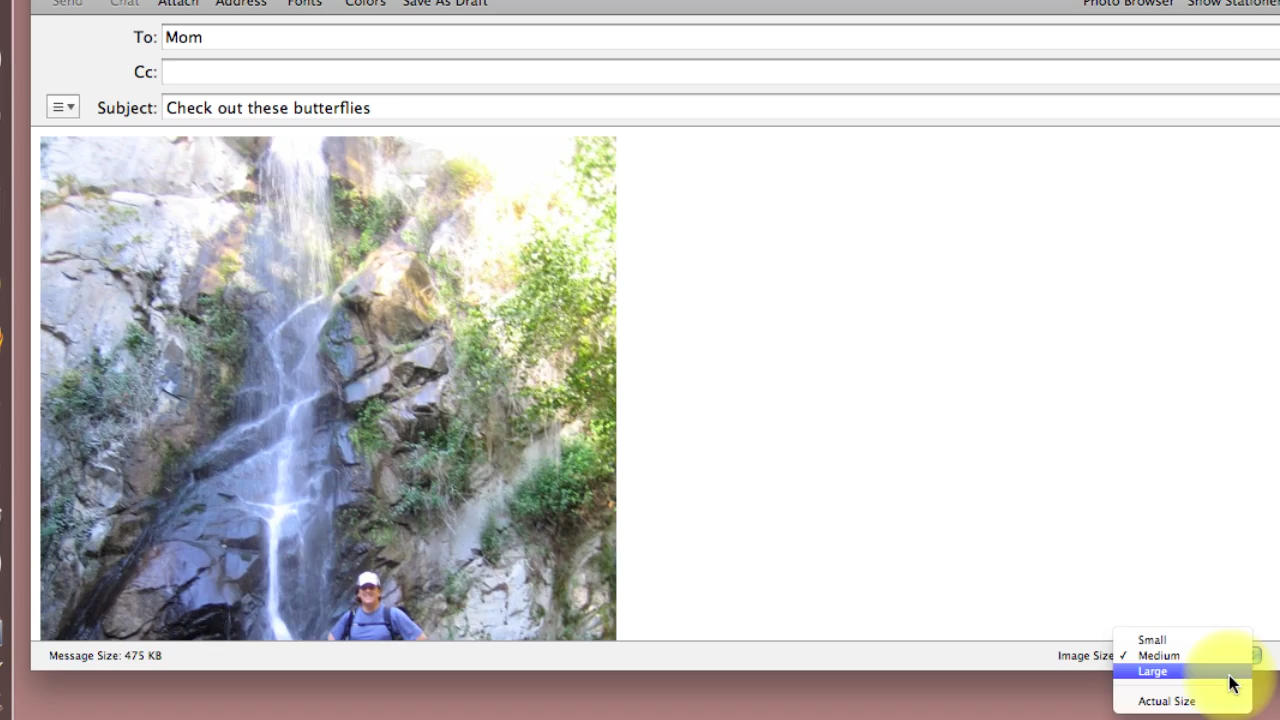 Send Chat Attach Address Fonts Colors Save As Draft Photo Browser Show Statione
To: Mom
Cc:
Subject: Check out these butterflies
Message Size: 475 KB
Image Size
Small
✓ Medium
Large
Actual Size